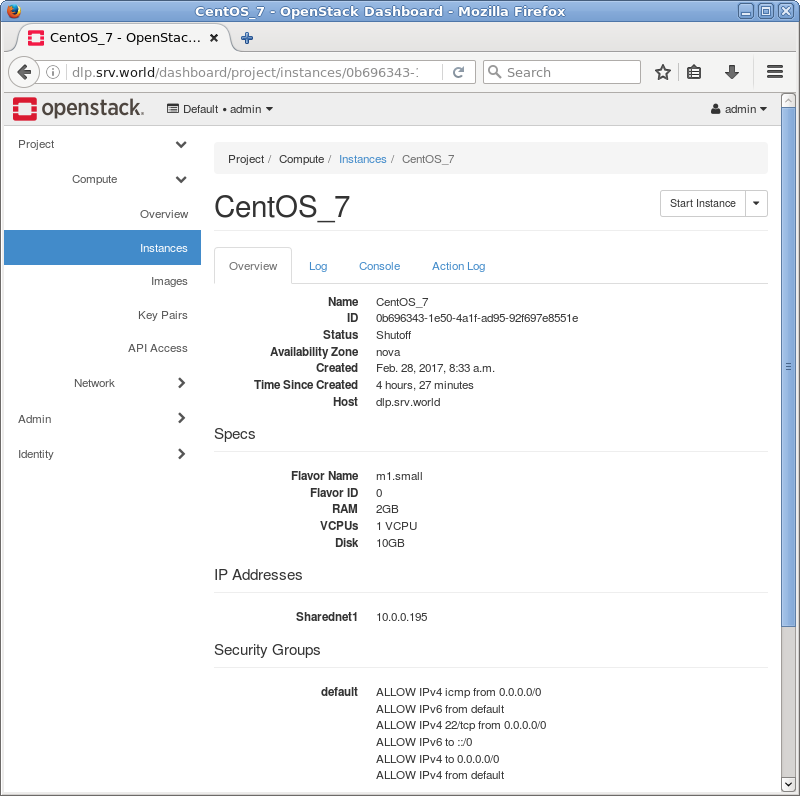 CentOS_7 - OpenStack Dashboard - Mozilla Firefox
CentOS_7 - OpenStac...
dlp.srv.world/dashboard/project/instances/0b696343-
Search
openstack.
Default • admin
admin
Project
Compute
Overview
Instances
Images
Key Pairs
API Access
Network
Admin
Identity
Project / Compute / Instances / CentOS_7
CentOS_7
Start Instance
Overview Log Console Action Log
Name CentOS_7
ID 0b696343-1e50-4a1f-ad95-92f697e8551e
Status Shutoff
Availability Zone nova
Created Feb. 28, 2017, 8:33 a.m.
Time Since Created 4 hours, 27 minutes
Host dlp.srv.world
Specs
Flavor Name m1.small
Flavor ID 0
RAM 2GB
VCPUs 1 VCPU
Disk 10GB
IP Addresses
Sharednet1 10.0.0.195
Security Groups
default ALLOW IPv4 icmp from 0.0.0.0/0
ALLOW IPv6 from default
ALLOW IPv4 22/tcp from 0.0.0.0/0
ALLOW IPv6 to ::/0
ALLOW IPv4 to 0.0.0.0/0
ALLOW IPv4 from default